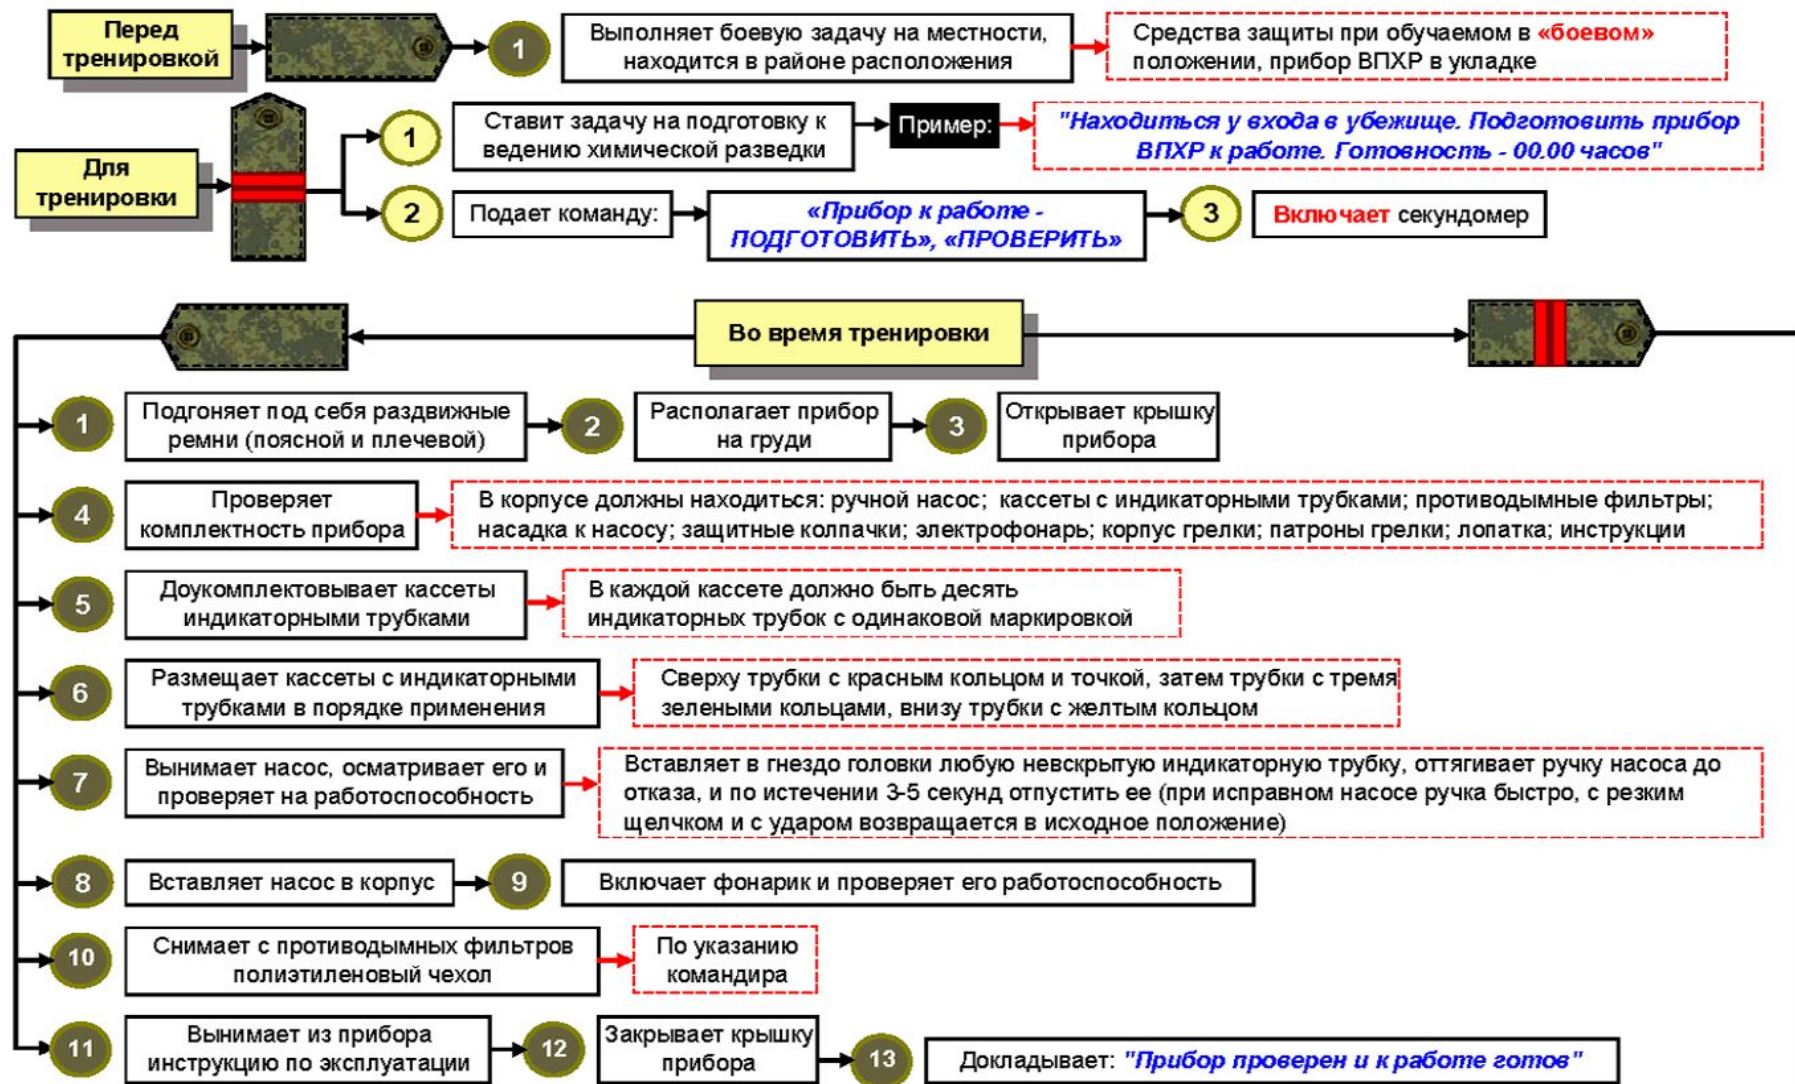 Перед
тренировкой
1
Выполняет боевую задачу на местности,
находится в районе расположения
Средства защиты при обучаемом в «боевом»
положении, прибор ВПХР в укладке
Для
тренировки
1
Ставит задачу на подготовку к
ведению химической разведки
Пример:
"Находиться у входа в убежище. Подготовить прибор
ВПХР к работе. Готовность - 00.00 часов"
2
Подает команду:
«Прибор к работе -
ПОДГОТОВИТЬ», «ПРОВЕРИТЬ»
3
Включает секундомер
Во время тренировки
1
Подгоняет под себя раздвижные
ремни (поясной и плечевой)
2
Располагает прибор
на груди
3
Открывает крышку
прибора
4
Проверяет
комплектность прибора
В корпусе должны находиться: ручной насос; кассеты с индикаторными трубками; противодымные фильтры;
насадка к насосу; защитные колпачки; электрофонарь; корпус грелки; патроны грелки; лопатка; инструкции
5
Доукомплектовывает кассеты
индикаторными трубками
В каждой кассете должно быть десять
индикаторных трубок с одинаковой маркировкой
6
Размещает кассеты с индикаторными
трубками в порядке применения
Сверху трубки с красным кольцом и точкой, затем трубки с тремя
зелеными кольцами, внизу трубки с желтым кольцом
7
Вынимает насос, осматривает его и
проверяет на работоспособность
Вставляет в гнездо головки любую невскрытую индикаторную трубку, оттягивает ручку насоса до
отказа, и по истечении 3-5 секунд отпустить ее (при исправном насосе ручка быстро, с резким
щелчком и с ударом возвращается в исходное положение)
8
Вставляет насос в корпус
9
Включает фонарик и проверяет его работоспособность
10
Снимает с противодымных фильтров
полиэтиленовый чехол
По указанию
командира
11
Вынимает из прибора
инструкцию по эксплуатации
12
Закрывает крышку
прибора
13
Докладывает: "Прибор проверен и к работе готов"